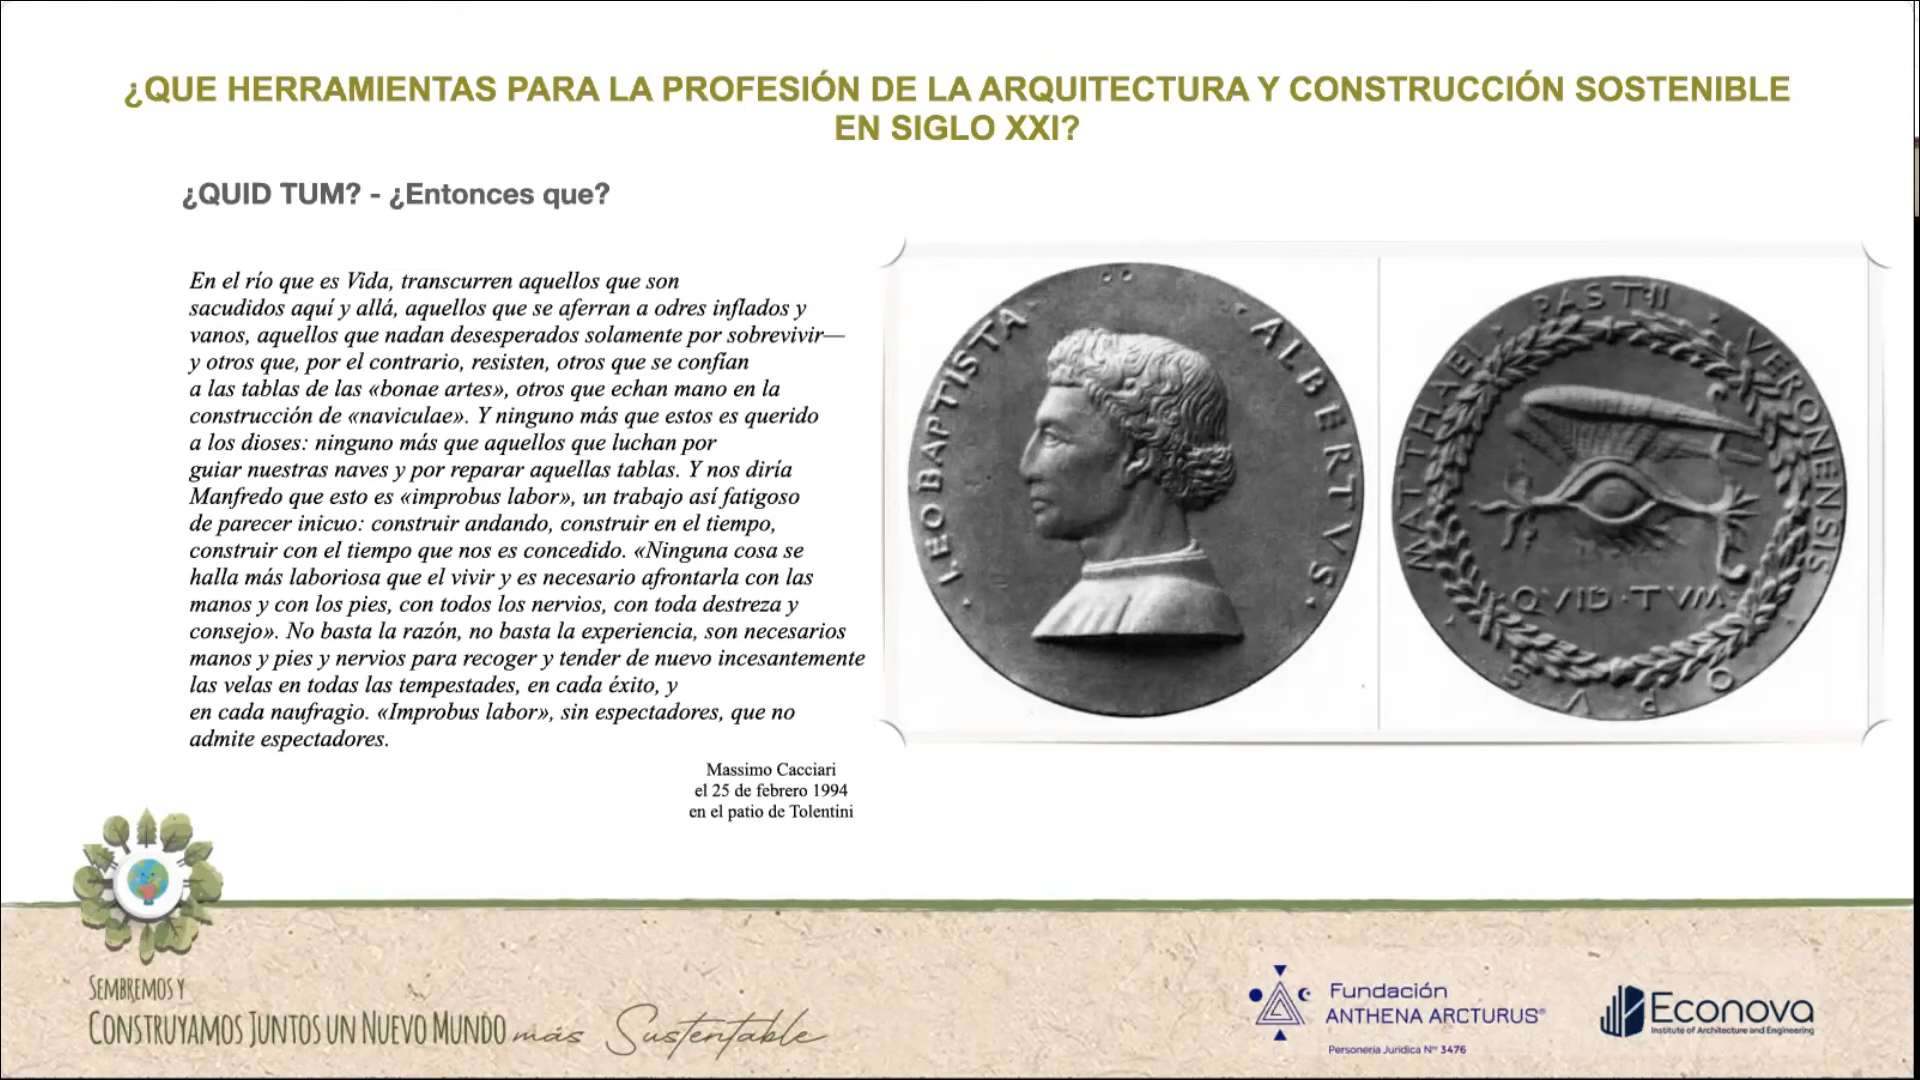 ¿QUE HERRAMIENTAS PARA LA PROFESIÓN DE LA ARQUITECTURA Y CONSTRUCCIÓN SOSTENIBLE
EN SIGLO XXI?
¿QUID TUM? - ¿Entonces que?
En el río que es Vida, transcurren aquellos que son
sacudidos aquí y allá, aquellos que se aferran a odres inflados y
vanos, aquellos que nadan desesperados solamente por sobrevivir—
y otros que, por el contrario, resisten, otros que se confían
a las tablas de las «bonae artes», otros que echan mano en la
construcción de «naviculae». Y ninguno más que estos es querido
a los dioses: ninguno más que aquellos que luchan por
guiar nuestras naves y por reparar aquellas tablas. Y nos diría
Manfredo que esto es «improbus labor», un trabajo así fatigoso
de parecer inicuo: construir andando, construir en el tiempo,
construir con el tiempo que nos es concedido. «Ninguna cosa se
halla más laboriosa que el vivir y es necesario afrontarla con las
manos y con los pies, con todos los nervios, con toda destreza y
consejo». No basta la razón, no basta la experiencia, son necesarios
manos y pies y nervios para recoger y tender de nuevo incesantemente
las velas en todas las tempestades, en cada éxito, y
en cada naufragio. «Improbus labor», sin espectadores, que no
admite espectadores.
Massimo Cacciari
el 25 de febrero 1994
en el patio de Tolentini
LEO BAPTISTA · ALBERTVS ·
MATTHAEI · PASTII · VERONENSIS
QVID · TVM
OPVS
SEMBREMOS Y
CONSTRUYAMOS JUNTOS UN NUEVO MUNDO más Sustentable
Fundación
ANTHENA ARCTURUS®
Personería Jurídica Nro 3476
Econova
Institute of Architecture and Engineering